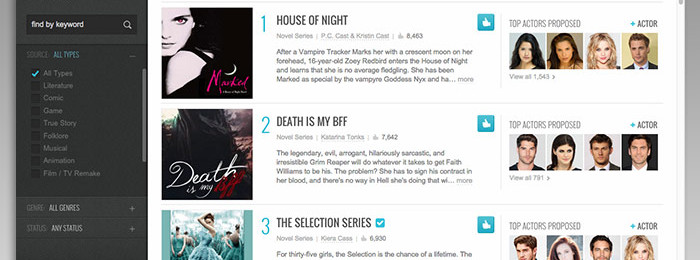 find by keyword
SOURCE: ALL TYPES
All Types
Literature
Comic
Game
True Story
Folklore
Musical
Animation
Film / TV Remake
GENRE: ALL GENRES
STATUS: ANY STATUS
Marked
A House of Night Novel
1 HOUSE OF NIGHT
Novel Series | P.C. Cast & Kristin Cast | 8,463
After a Vampire Tracker Marks her with a crescent moon on her
forehead, 16-year-old Zoey Redbird enters the House of Night
and learns that she is no average fledgling. She has been
Marked as special by the vampyre Goddess Nyx and ha... more
TOP ACTORS PROPOSED + ACTOR
View all 1,543 >
Death
is my bff
2 DEATH IS MY BFF
Novel Series | Katarina Tonks | 7,642
The legendary, evil, arrogant, hilariously sarcastic, and
irresistible Grim Reaper will do whatever it takes to get Faith
Williams to be his. The problem? She has to sign his contract in
her blood, and there's no way in Hell she's doing that wi... more
TOP ACTORS PROPOSED + ACTOR
View all 791 >
3 THE SELECTION SERIES
Novel Series | Kiera Cass | 6,930
For thirty-five girls, the Selection is the chance of a lifetime. The
TOP ACTORS PROPOSED + ACTOR